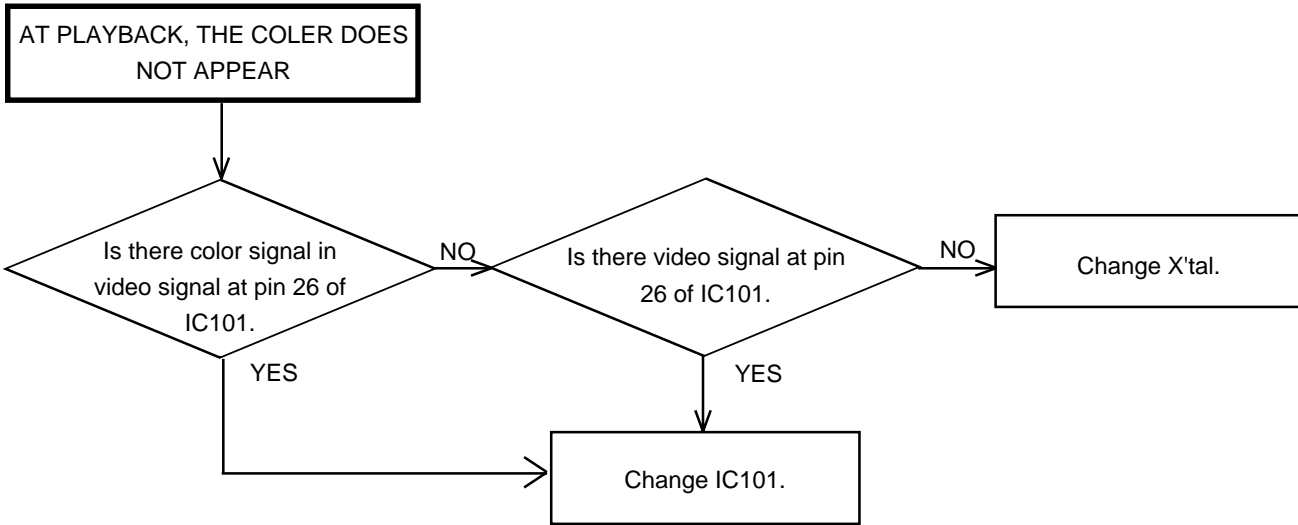 AT PLAYBACK, THE COLER DOES
NOT APPEAR
Is there color signal in
video signal at pin 26 of
IC101.
NO
Is there video signal at pin
26 of IC101.
NO
Change X'tal.
YES
YES
Change IC101.